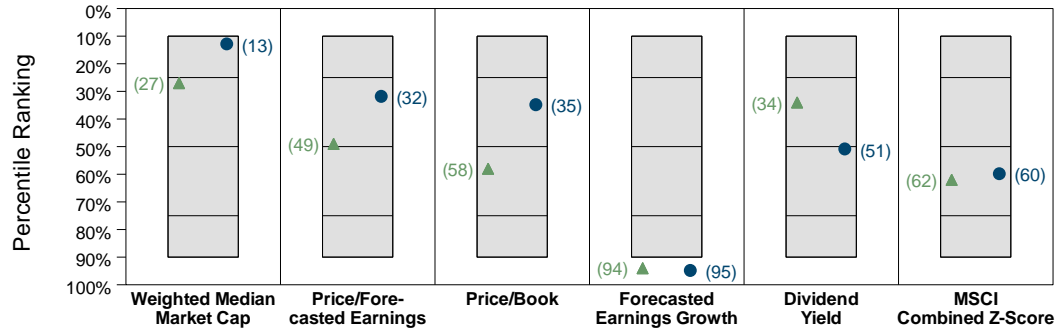 Percentile Ranking
0%
10%
20%
30%
40%
50%
60%
70%
80%
90%
100%
(13)
(27)
(32)
(49)
(35)
(58)
(94)
(95)
(34)
(51)
(62)
(60)
Weighted Median
Market Cap
Price/Fore-
casted Earnings
Price/Book
Forecasted
Earnings Growth
Dividend
Yield
MSCI
Combined Z-Score